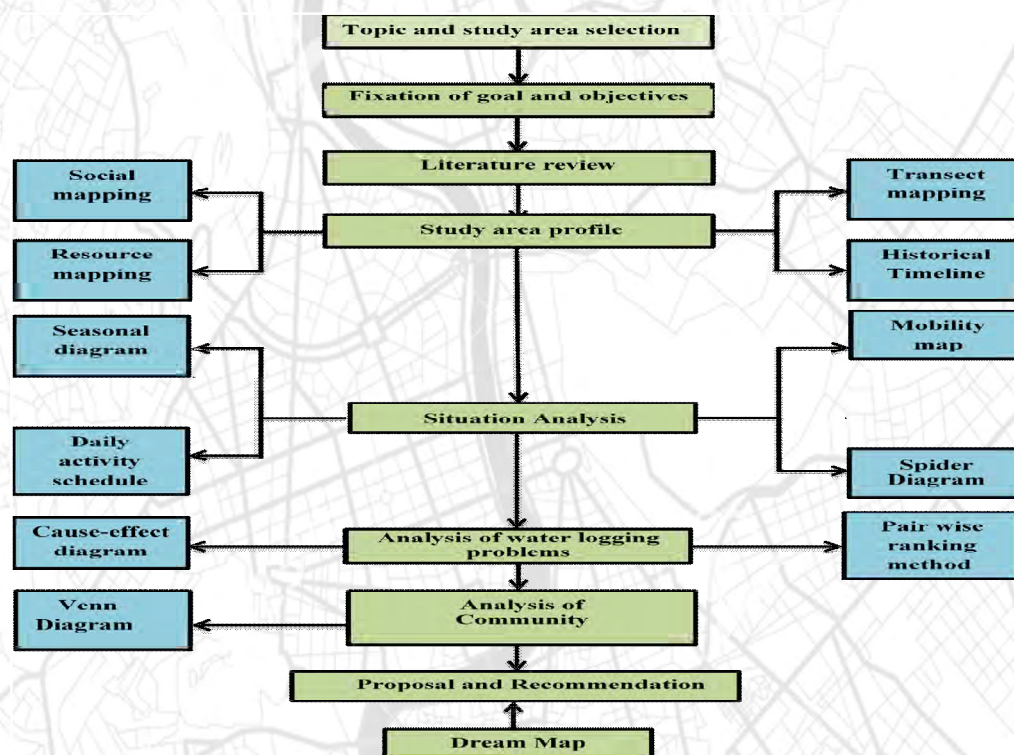 Topic and study area selection
Fixation of goal and objectives
Literature review
Social
mapping
Transect
mapping
Study area profile
Resource
mapping
Historical
Timeline
Seasonal
diagram
Mobility
map
Situation Analysis
Daily
activity
schedule
Spider
Diagram
Cause-effect
diagram
Analysis of water logging
problems
Pair wise
ranking
method
Venn
Diagram
Analysis of
Community
Proposal and Recommendation
Dream Map